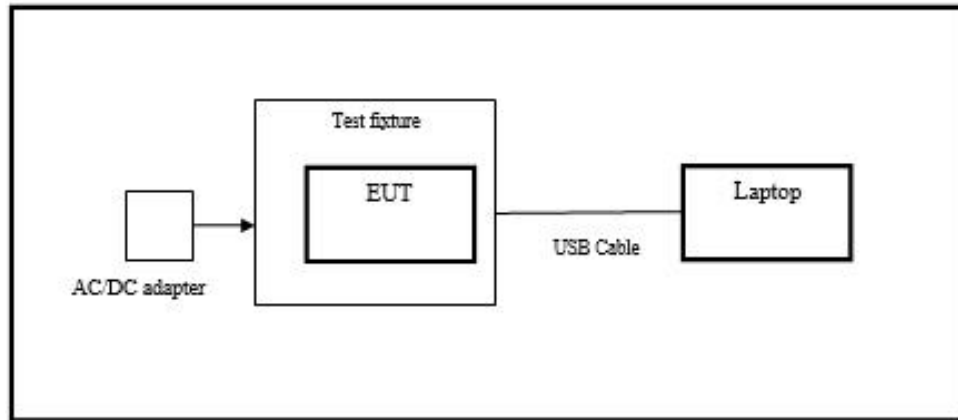 Test fixture
EUT
Laptop
USB Cable
AC/DC adapter